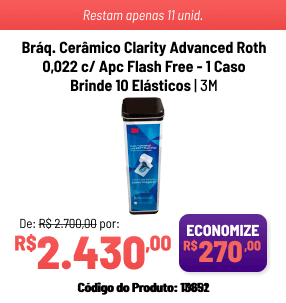 Restam apenas 11 unid.
Bráq. Cerâmico Clarity Advanced Roth
0,022 c/ Apc Flash Free - 1 Caso
Brinde 10 Elásticos | 3M
3M
De: R$ 2.700,00 por:
R$2.430,00
ECONOMIZE
R$270,00
Código do Produto: